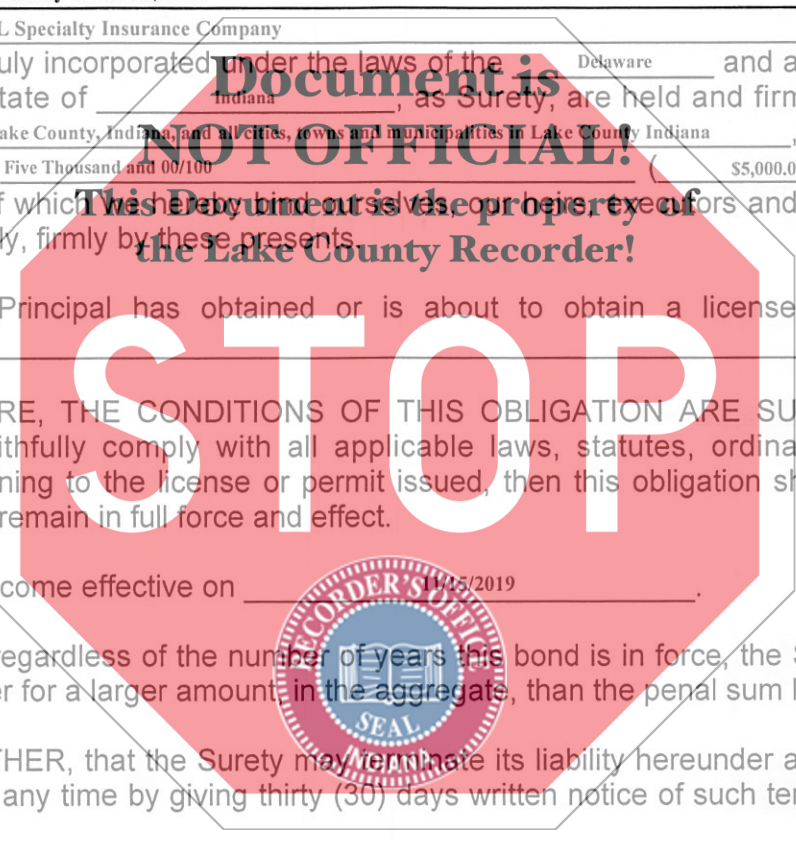 L Specialty Insurance Company
uly incorporated under the laws of the Delaware and a
tate of Indiana, as Surety, are held and firm
ake County, Indiana, and all cities, towns and municipalities in Lake County Indiana,
Five Thousand and 00/100 ( $5,000.0
f which we hereby bind ourselves, our heirs, executors and
ly, firmly by these presents.
Document is
NOT OFFICIAL!
This Document is the property of
the Lake County Recorder!
Principal has obtained or is about to obtain a license
STOP
RE, THE CONDITIONS OF THIS OBLIGATION ARE SU
ithfully comply with all applicable laws, statutes, ordina
ning to the license or permit issued, then this obligation sh
remain in full force and effect.
come effective on 11/15/2019.
RECORDER'S OFFICE
SEAL
INDIANA
regardless of the number of years this bond is in force, the S
er for a larger amount, in the aggregate, than the penal sum l
THER, that the Surety may terminate its liability hereunder a
any time by giving thirty (30) days written notice of such ter